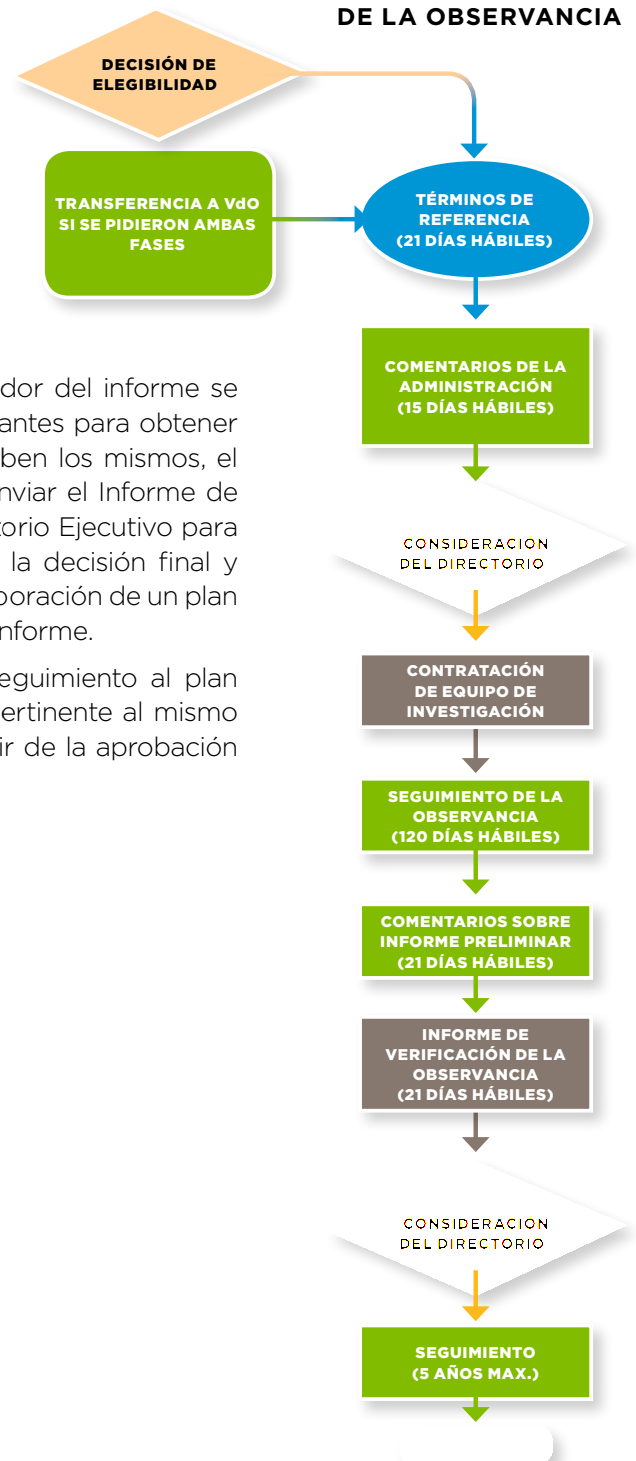 DE LA OBSERVANCIA
DECISIÓN DE
ELEGIBILIDAD
TRANSFERENCIA A VdO
SI SE PIDIERON AMBAS
FASES
TÉRMINOS DE
REFERENCIA
(21 DÍAS HÁBILES)
COMENTARIOS DE LA
ADMINISTRACIÓN
(15 DÍAS HÁBILES)
dor del informe se
antes para obtener
ben los mismos, el
nviar el Informe de
torio Ejecutivo para
la decisión final y
boración de un plan
nforme.
eguimiento al plan
ertinente al mismo
ir de la aprobación
CONSIDERACIÓN
DEL DIRECTORIO
CONTRATACIÓN
DE EQUIPO DE
INVESTIGACIÓN
SEGUIMIENTO DE LA
OBSERVANCIA
(120 DÍAS HÁBILES)
COMENTARIOS SOBRE
INFORME PRELIMINAR
(21 DÍAS HÁBILES)
INFORME DE
VERIFICACIÓN DE LA
OBSERVANCIA
(21 DÍAS HÁBILES)
CONSIDERACIÓN
DEL DIRECTORIO
SEGUIMIENTO
(5 AÑOS MAX.)